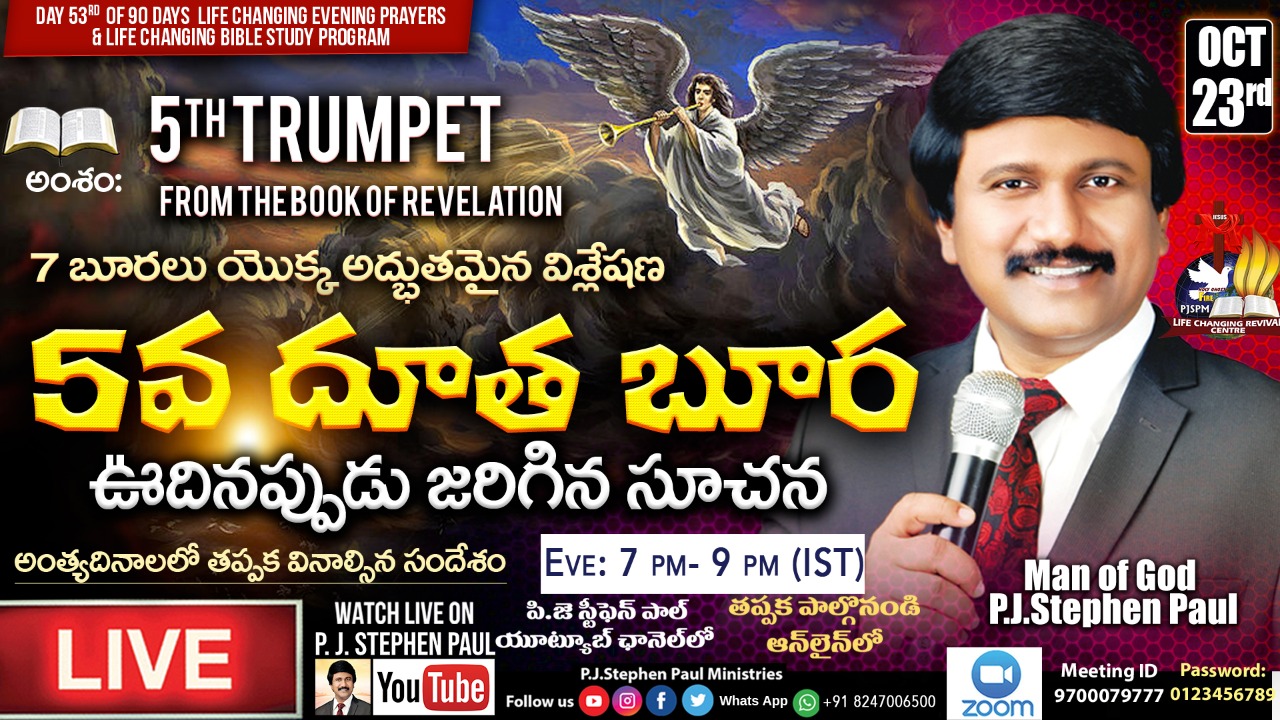 DAY 53RD OF 90 DAYS LIFE CHANGING EVENING PRAYERS
& LIFE CHANGING BIBLE STUDY PROGRAM
OCT
23rd
5TH TRUMPET
అంశం:
FROM THE BOOK OF REVELATION
JESUS
7 బూరలు యొక్క అద్భుతమైన విశ్లేషణ
HOLY GHOST
FIRE
PJSPM
LIFE CHANGING REVIVAL
CENTRE
5వ దూత బూర
ఊదినప్పుడు జరిగిన సూచన
అంత్యదినాలలో తప్పక వినాల్సిన సందేశం
EVE: 7 PM- 9 PM (IST)
Man of God
P.J.Stephen Paul
LIVE
WATCH LIVE ON
P. J. STEPHEN PAUL
పి.జె స్టీఫెన్ పాల్
యూట్యూబ్ ఛానెల్‌లో
తప్పక పాల్గొనండి
ఆన్‌లైన్‌లో
YouTube
P.J.Stephen Paul Ministries
Follow us
Whats App
+91 8247006500
zoom
Meeting ID
9700079777
Password:
0123456789